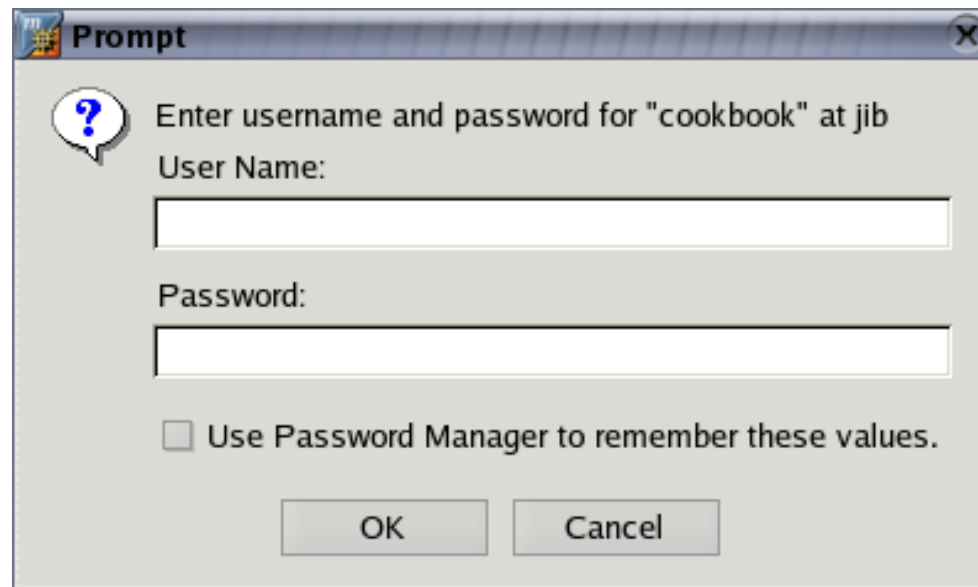 Prompt
Enter username and password for "cookbook" at jib
User Name:
Password:
Use Password Manager to remember these values.
OK
Cancel